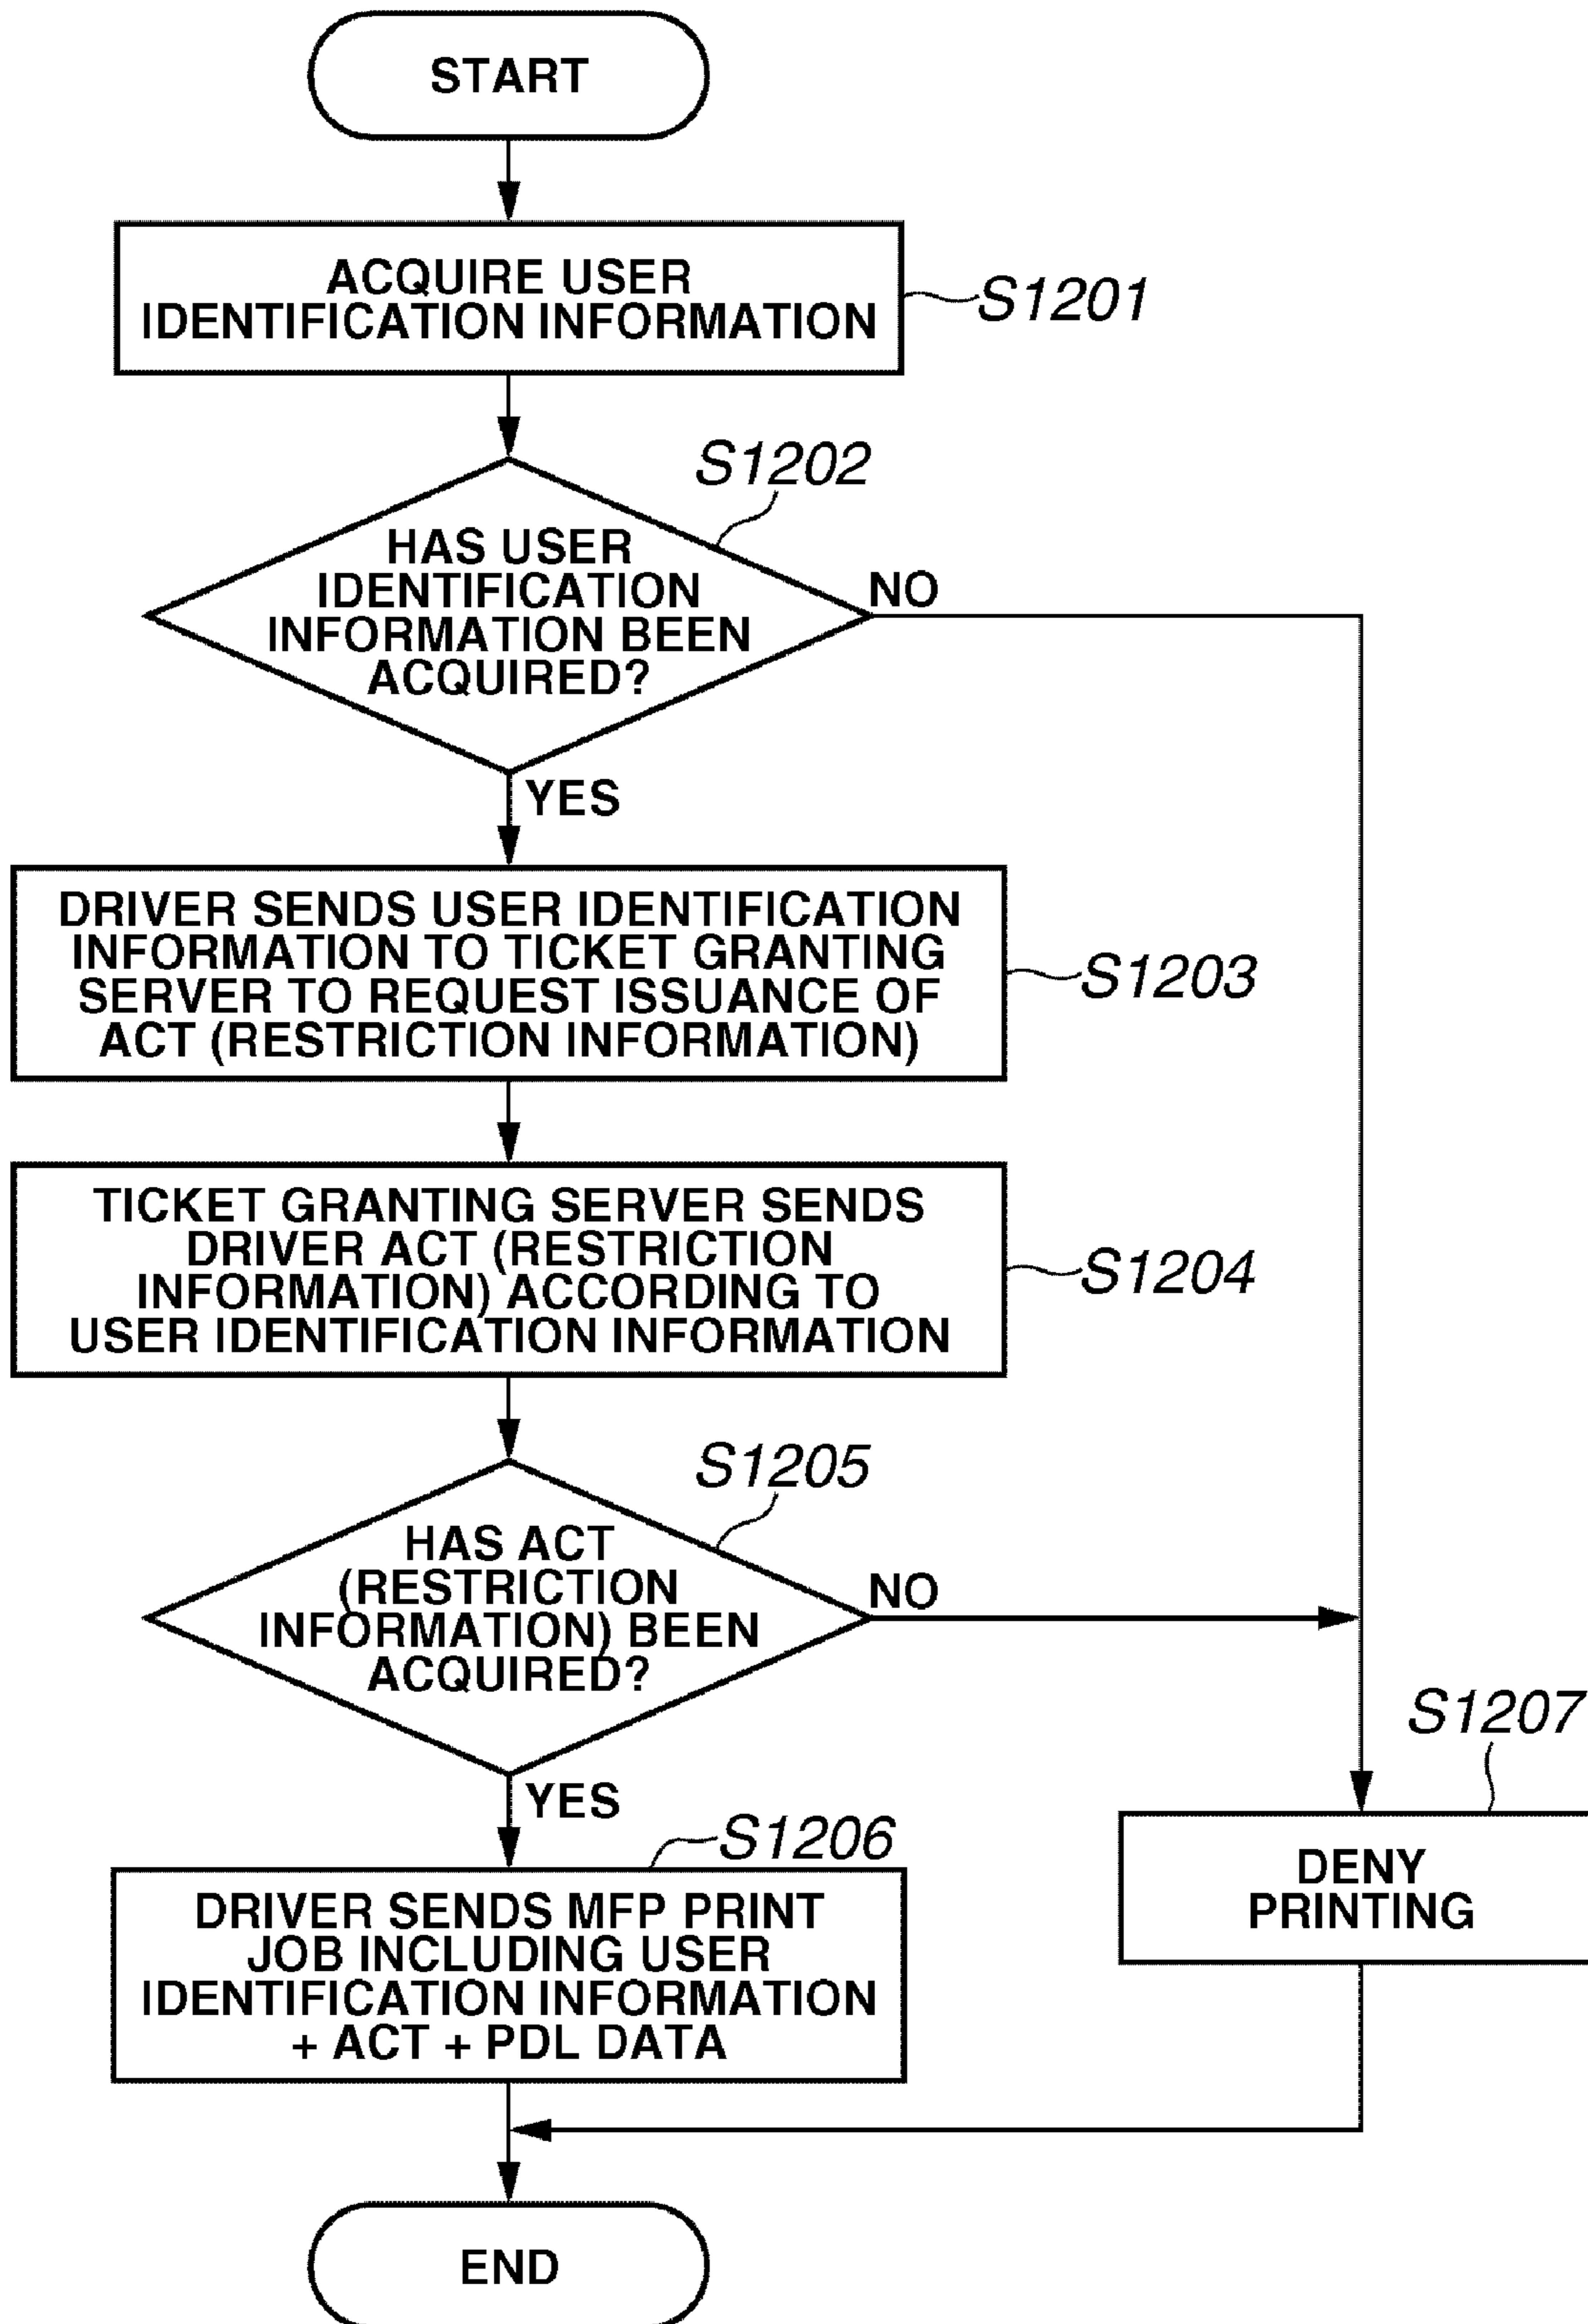 START
ACQUIRE USER
IDENTIFICATION INFORMATION
S1201
S1202
HAS USER
IDENTIFICATION
INFORMATION BEEN
ACQUIRED?
NO
YES
DRIVER SENDS USER IDENTIFICATION
INFORMATION TO TICKET GRANTING
SERVER TO REQUEST ISSUANCE OF
ACT (RESTRICTION INFORMATION)
S1203
TICKET GRANTING SERVER SENDS
DRIVER ACT (RESTRICTION
INFORMATION) ACCORDING TO
USER IDENTIFICATION INFORMATION
S1204
S1205
HAS ACT
(RESTRICTION
INFORMATION) BEEN
ACQUIRED?
NO
YES
S1207
DENY
PRINTING
S1206
DRIVER SENDS MFP PRINT
JOB INCLUDING USER
IDENTIFICATION INFORMATION
+ ACT + PDL DATA
END